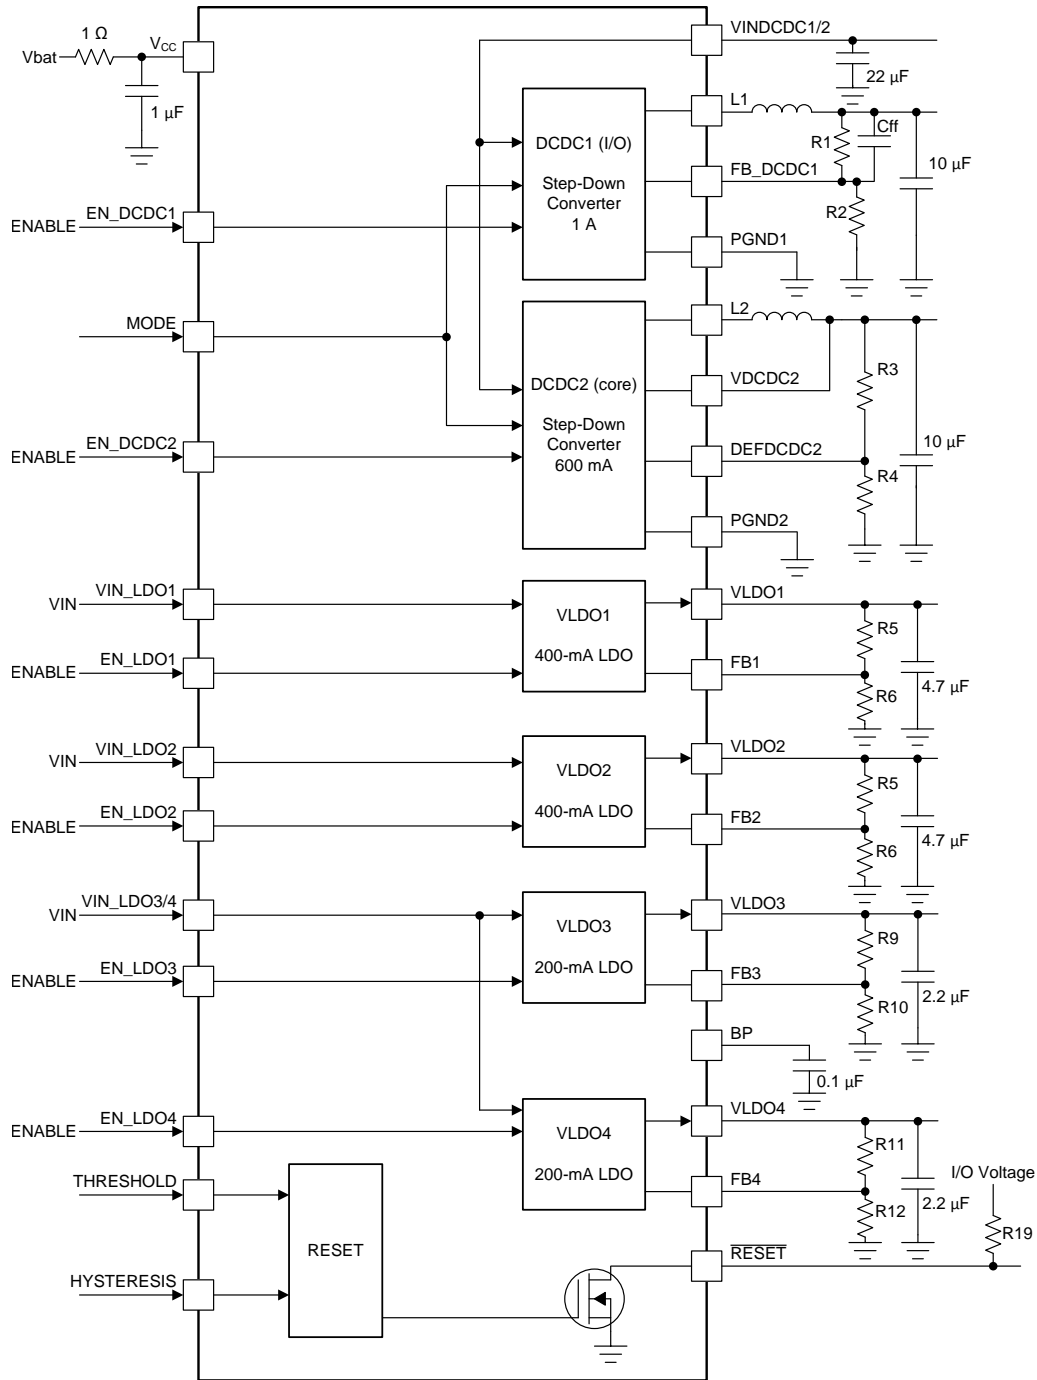 1 Ω
Vbat
VCC
1 µF
VINDCDC1/2
22 µF
L1
DCDC1 (I/O)
Step-Down
Converter
1 A
R1
Cff
FB_DCDC1
10 µF
R2
ENABLE
EN_DCDC1
PGND1
MODE
L2
DCDC2 (core)
Step-Down
Converter
600 mA
VDCDC2
R3
ENABLE
EN_DCDC2
DEFDCDC2
10 µF
R4
PGND2
VIN
VIN_LDO1
VLDO1
400-mA LDO
VLDO1
R5
ENABLE
EN_LDO1
FB1
R6
4.7 µF
VIN
VIN_LDO2
VLDO2
400-mA LDO
VLDO2
R5
ENABLE
EN_LDO2
FB2
R6
4.7 µF
VIN
VIN_LDO3/4
VLDO3
200-mA LDO
VLDO3
R9
ENABLE
EN_LDO3
FB3
R10
2.2 µF
BP
0.1 µF
ENABLE
EN_LDO4
VLDO4
200-mA LDO
VLDO4
R11
FB4
R12
2.2 µF
I/O Voltage
R19
THRESHOLD
RESET
HYSTERESIS
RESET